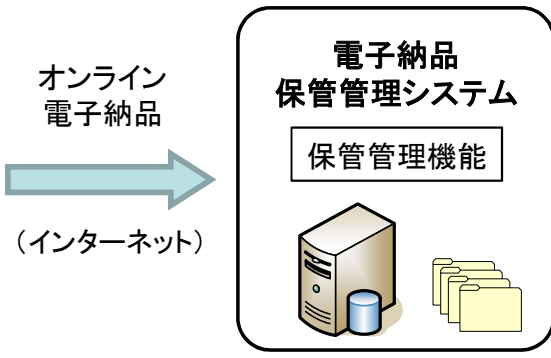 オンライン
電子納品
（インターネット）
電子納品
保管管理システム
保管管理機能